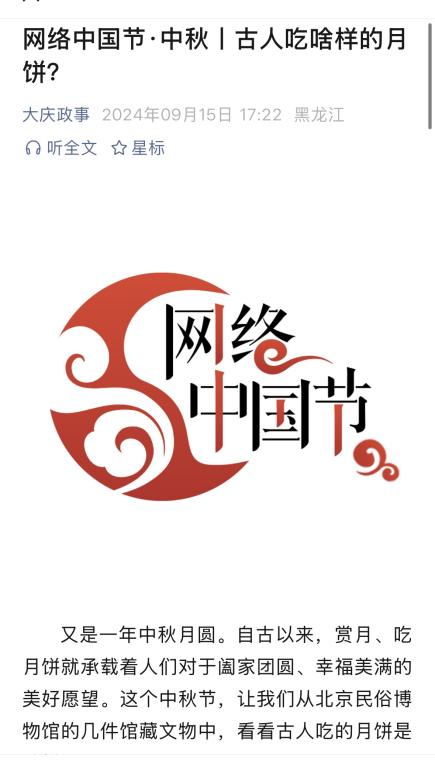 网络中国节·中秋丨古人吃啥样的月
饼?
大庆政事 2024年09月15日 17:22 黑龙江
听全文 星标
网络
中国节
又是一年中秋月圆。自古以来，赏月、吃
月饼就承载着人们对于阖家团圆、幸福美满的
美好愿望。这个中秋节，让我们从北京民俗博
物馆的几件馆藏文物中，看看古人吃的月饼是